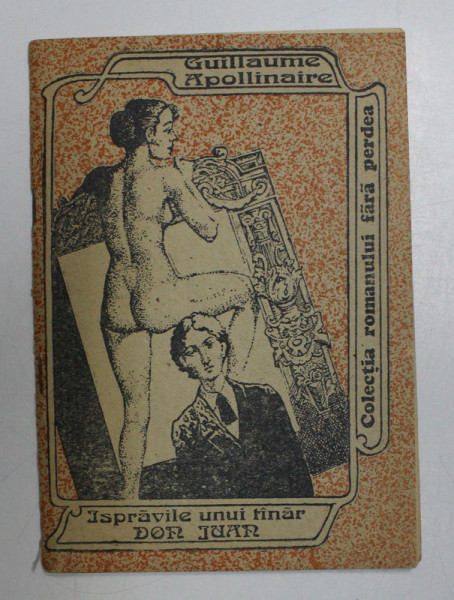 Guillaume
Apollinaire
Colecția romanului fără perdea
Isprăvile unui tînăr
DON JUAN